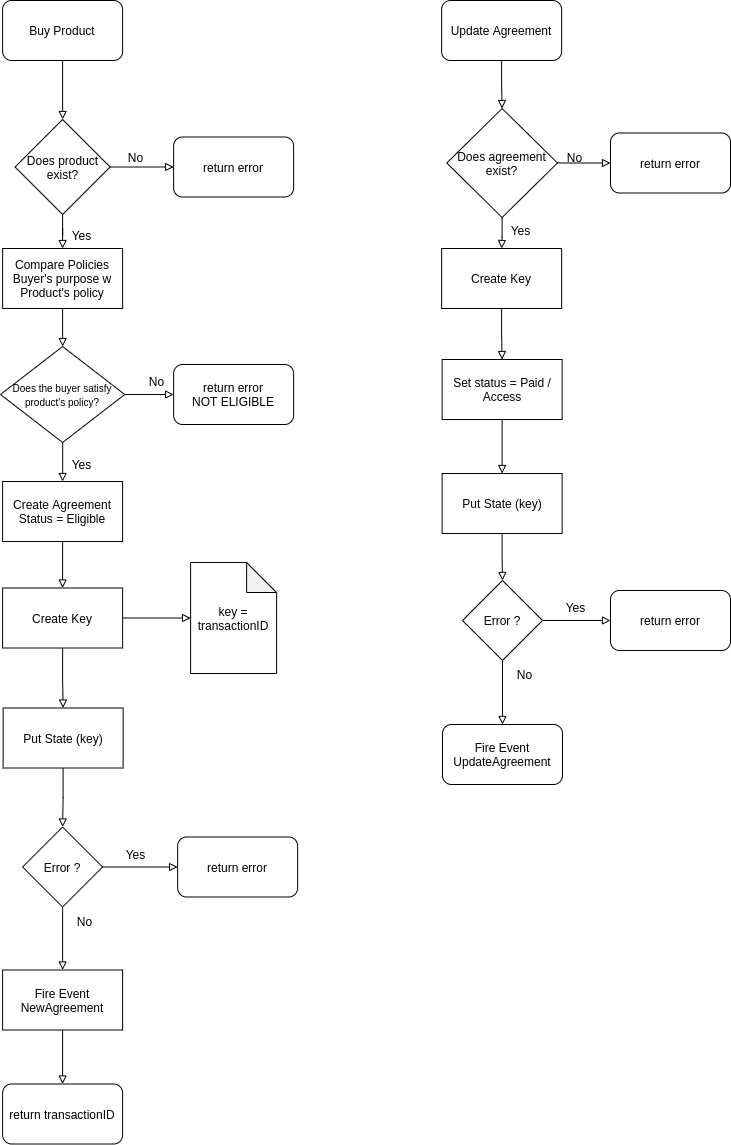 Buy Product
Does product
exist?
No
return error
Yes
Compare Policies
Buyer's purpose w
Product's policy
Does the buyer satisfy
product's policy?
No
return error
NOT ELIGIBLE
Yes
Create Agreement
Status = Eligible
Create Key
key =
transactionID
Put State (key)
Error ?
Yes
return error
No
Fire Event
NewAgreement
return transactionID
Update Agreement
Does agreement
exist?
No
return error
Yes
Create Key
Set status = Paid /
Access
Put State (key)
Error ?
Yes
return error
No
Fire Event
UpdateAgreement